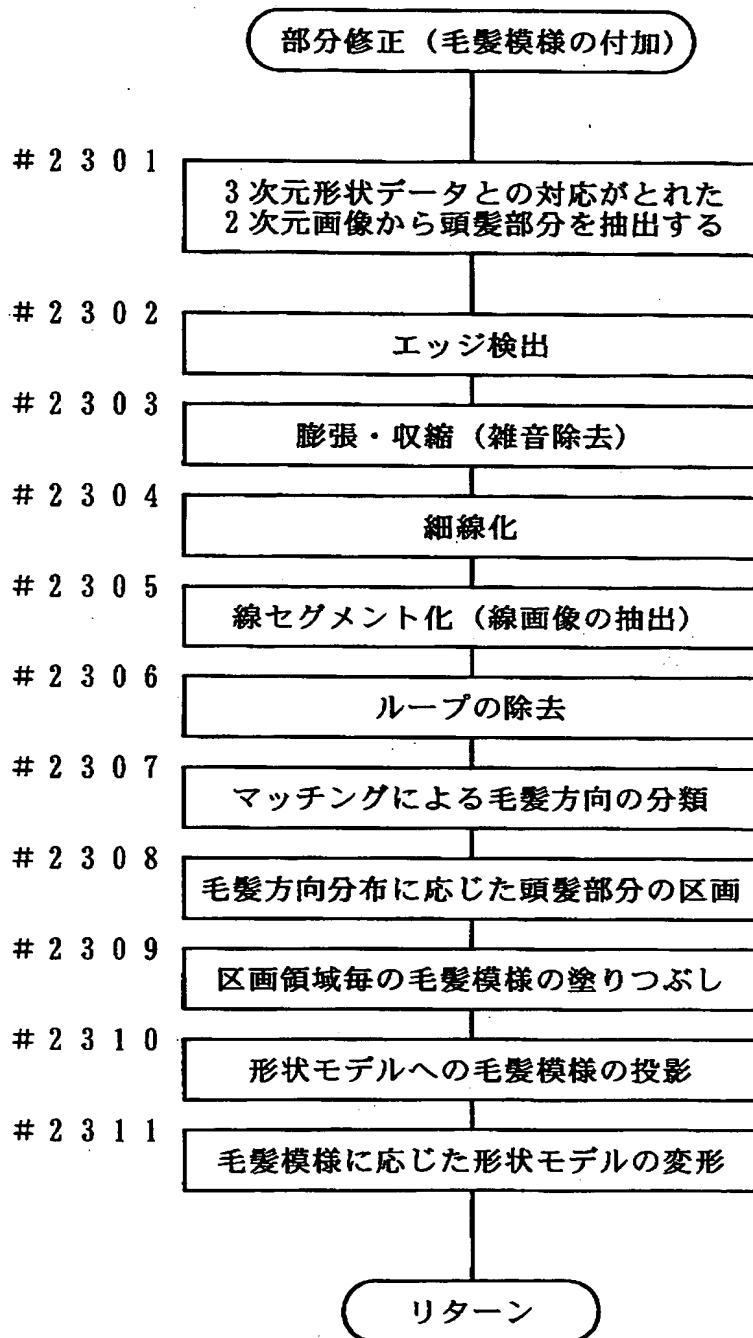 部分修正（毛髪模様の付加）
#2301
3次元形状データとの対応がとれた
2次元画像から頭髪部分を抽出する
#2302
エッジ検出
#2303
膨張・収縮（雑音除去）
#2304
細線化
#2305
線セグメント化（線画像の抽出）
#2306
ループの除去
#2307
マッチングによる毛髪方向の分類
#2308
毛髪方向分布に応じた頭髪部分の区画
#2309
区画領域毎の毛髪模様の塗りつぶし
#2310
形状モデルへの毛髪模様の投影
#2311
毛髪模様に応じた形状モデルの変形
リターン